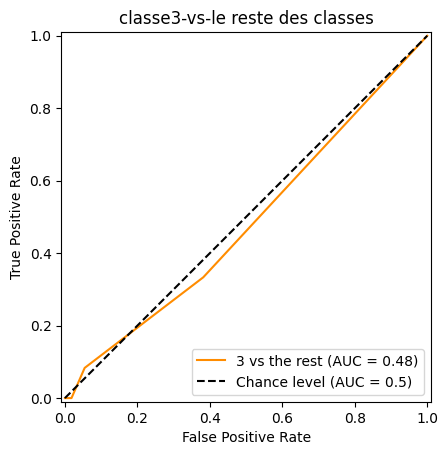 classe3-vs-le reste des classes
True Positive Rate
1.0
0.8
0.6
0.4
0.2
0.0
3 vs the rest (AUC = 0.48)
Chance level (AUC = 0.5)
0.0 0.2 0.4 0.6 0.8 1.0
False Positive Rate